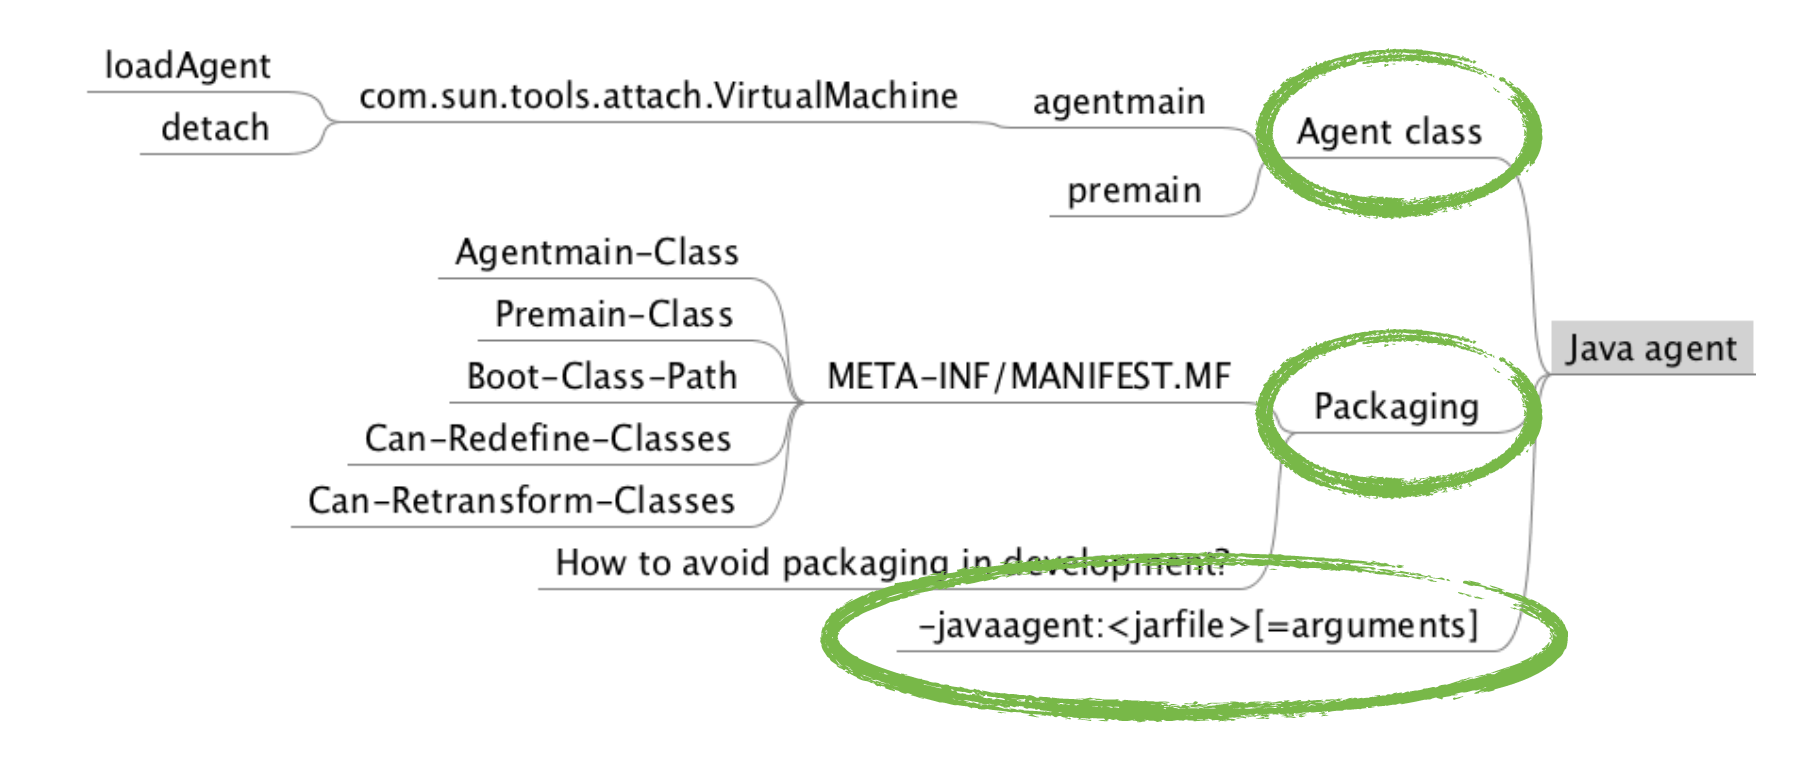 loadAgent
detach
com.sun.tools.attach.VirtualMachine
agentmain
premain
Agent class
Agentmain-Class
Premain-Class
Boot-Class-Path
Can-Redefine-Classes
Can-Retransform-Classes
META-INF/MANIFEST.MF
How to avoid packaging in development?
Packaging
-javaagent:<jarfile>[=arguments]
Java agent